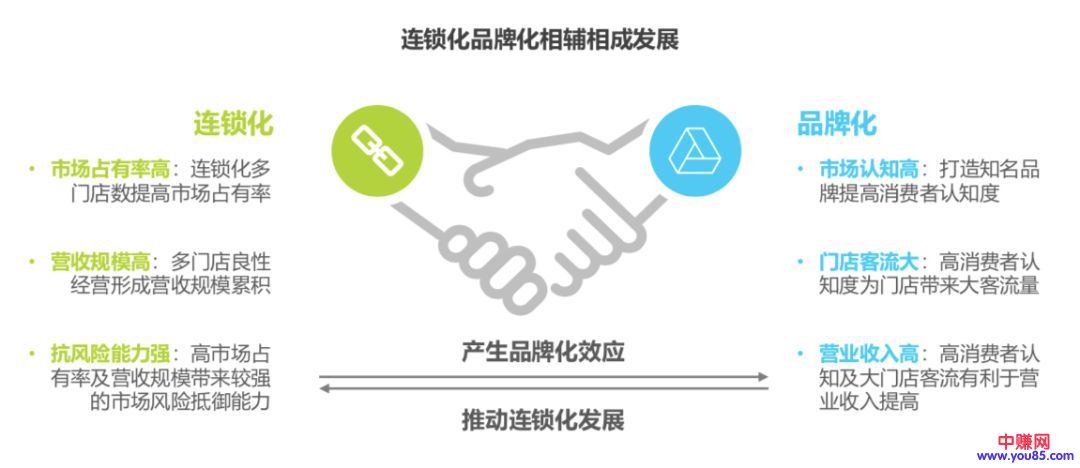 连锁化品牌化相辅相成发展
连锁化
• 市场占有率高：连锁化多
门店数提高市场占有率
• 营收规模高：多门店良性
经营形成营收规模累积
• 抗风险能力强：高市场占
有率及营收规模带来较强
的市场风险抵御能力
产生品牌化效应
推动连锁化发展
品牌化
• 市场认知高：打造知名品
牌提高消费者认知度
• 门店客流大：高消费者认
知度为门店带来大客流量
• 营业收入高：高消费者认
知及大门店客流有利于营
业收入提高
中赚网
www.you85.com